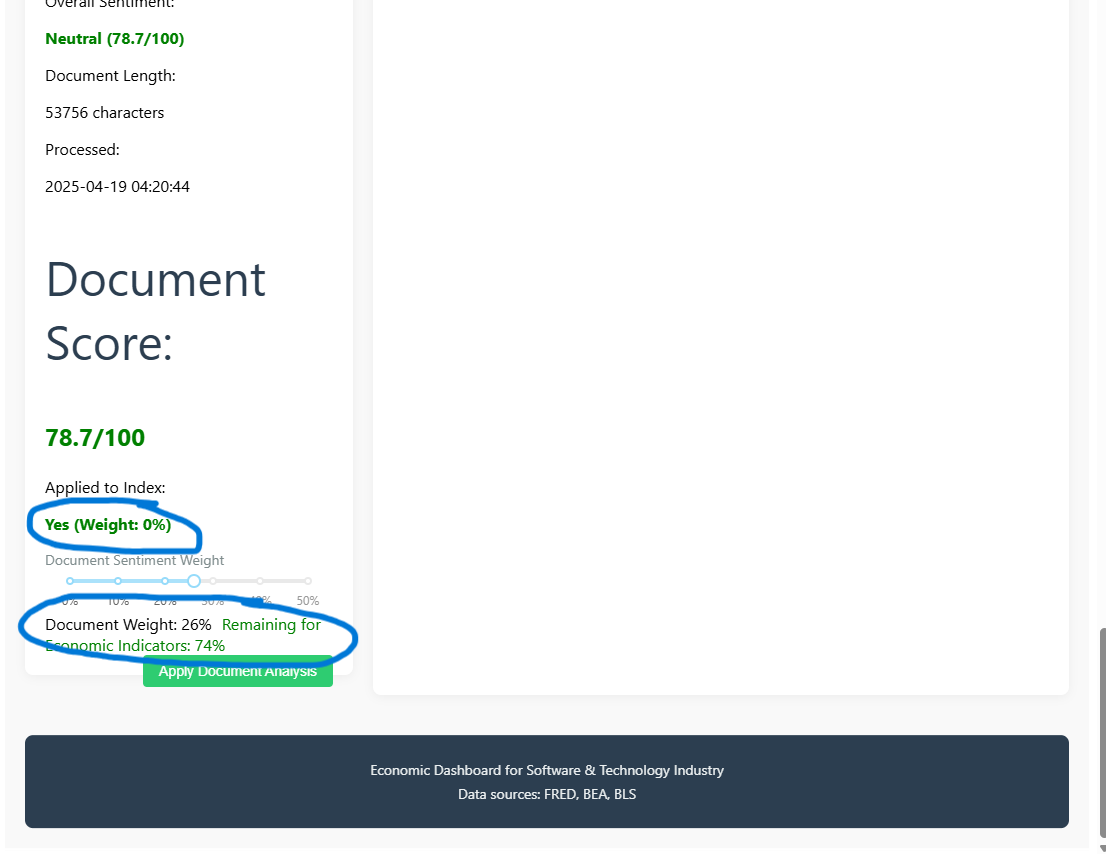 Overall Sentiment:
Neutral (78.7/100)
Document Length:
53756 characters
Processed:
2025-04-19 04:20:44
Document
Score:
78.7/100
Applied to Index:
Yes (Weight: 0%)
Document Sentiment Weight
0% 10% 20% 30% 40% 50%
Document Weight: 26% Remaining for
Economic Indicators: 74%
Apply Document Analysis
Economic Dashboard for Software & Technology Industry
Data sources: FRED, BEA, BLS